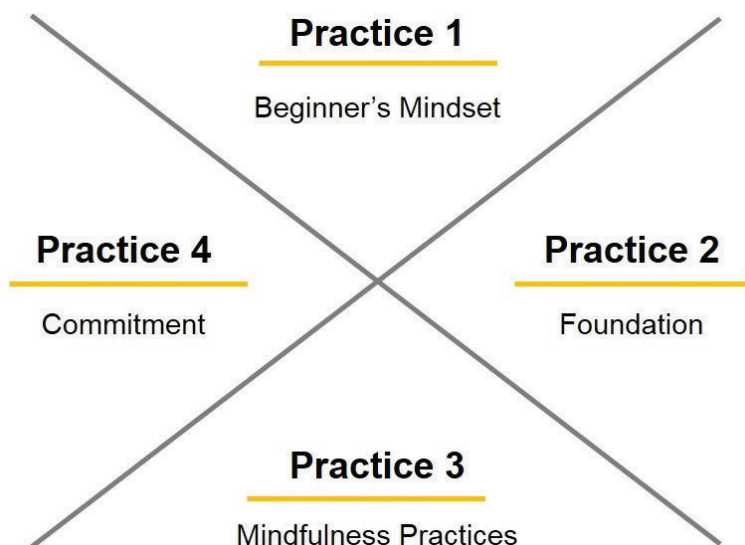 Practice 1
Beginner’s Mindset
Practice 4
Commitment
Practice 2
Foundation
Practice 3
Mindfulness Practices